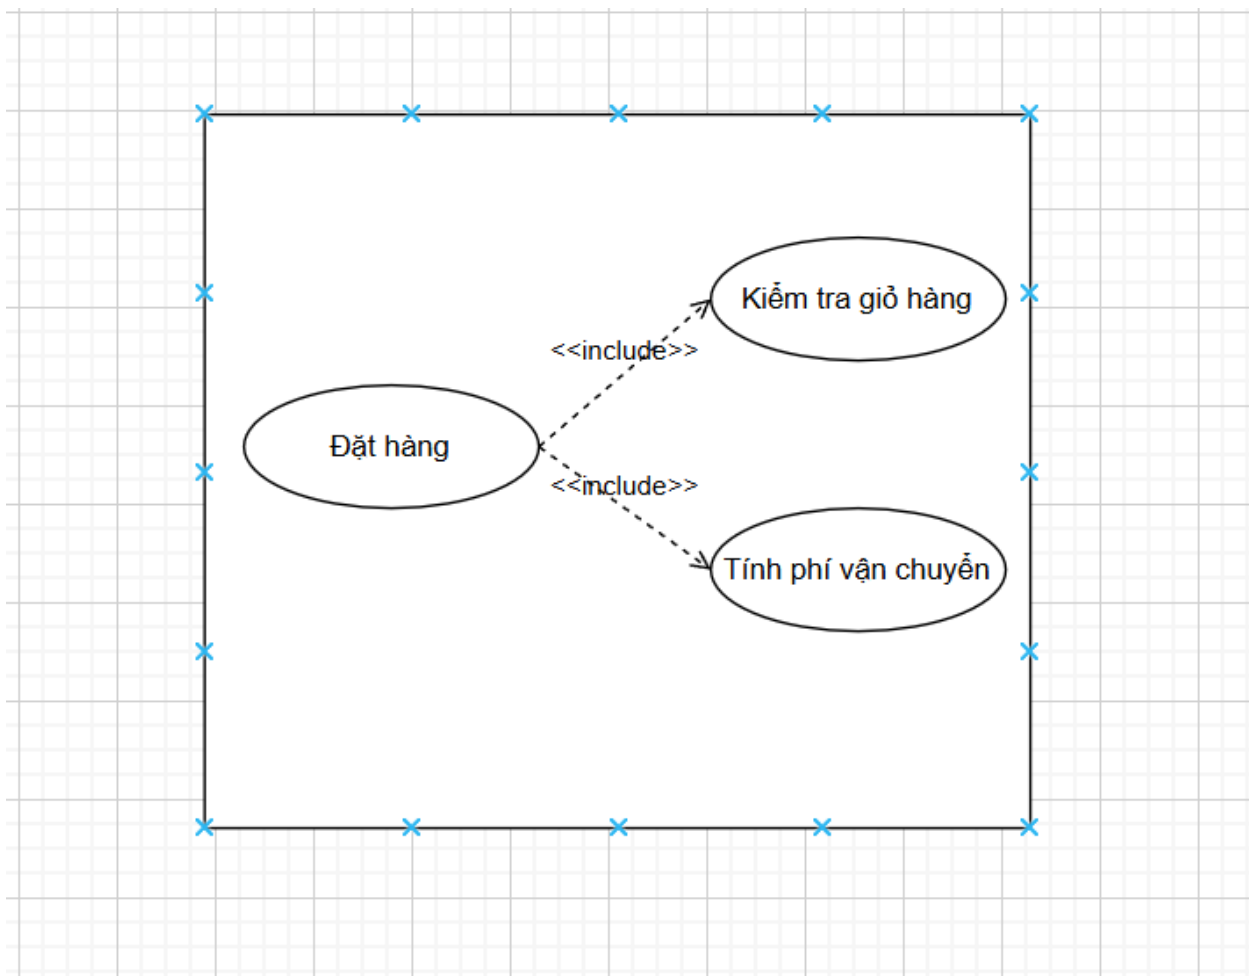 Kiểm tra giỏ hàng
<<include>>
Đặt hàng
<<include>>
Tính phí vận chuyển